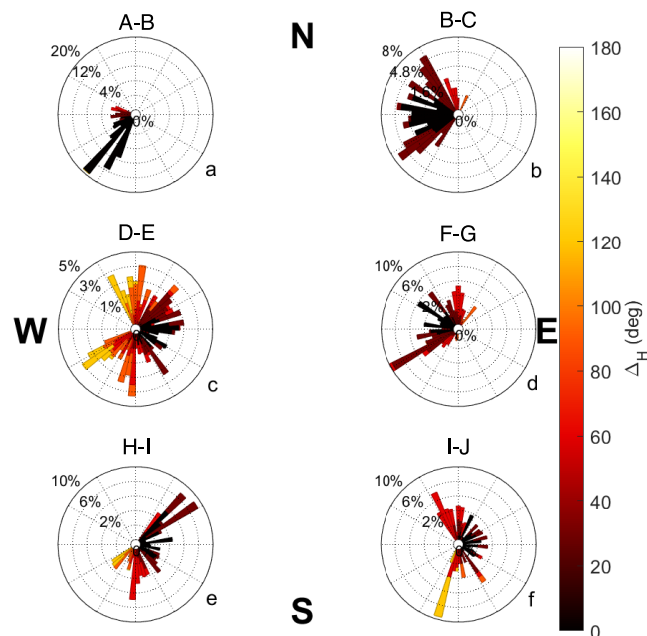 A-B
N
B-C
20%
12%
4%
0%
a
8%
4.8%
b
D-E
F-G
5%
3%
1%
c
W
10%
6%
0%
d
E
H-I
I-J
10%
6%
2%
e
10%
6%
2%
f
S
180
160
140
120
100
80
60
40
20
0
ΔH (deg)